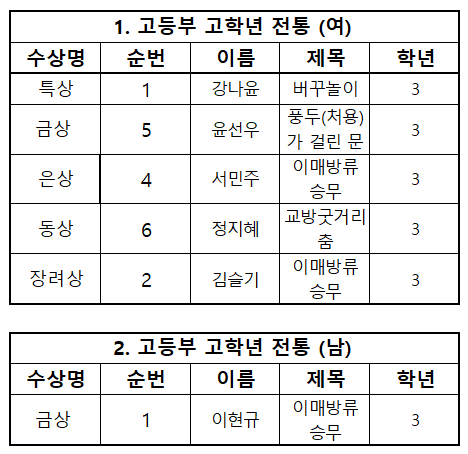 1. 고등부 고학년 전통 (여)
수상명 순번 이름 제목 학년
특상 1 강나윤 버꾸놀이 3
금상 5 윤선우 풍두(처용)
가 걸린 문 3
은상 4 서민주 이매방류
승무 3
동상 6 정지혜 교방굿거리
춤 3
장려상 2 김슬기 이매방류
승무 3
2. 고등부 고학년 전통 (남)
수상명 순번 이름 제목 학년
금상 1 이현규 이매방류
승무 3